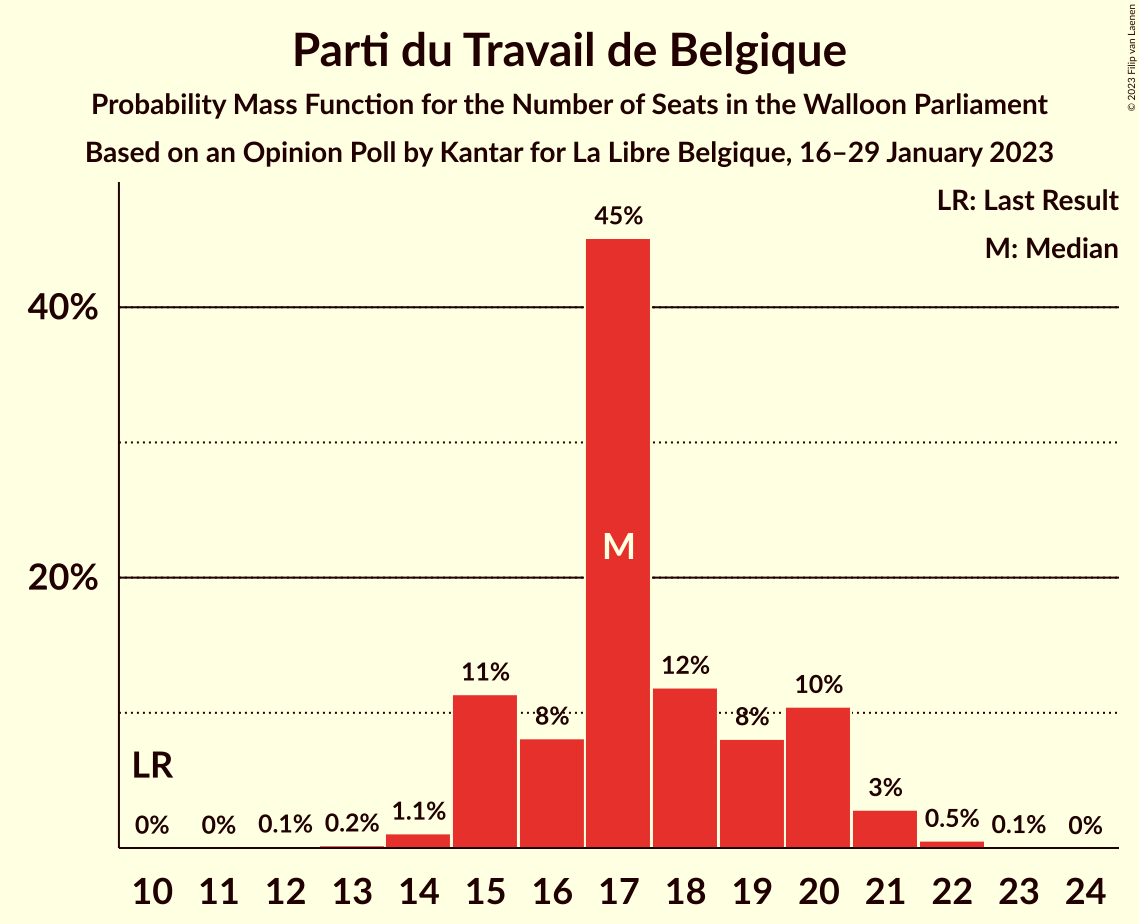 Parti du Travail de Belgique
Probability Mass Function for the Number of Seats in the Walloon Parliament
Based on an Opinion Poll by Kantar for La Libre Belgique, 16–29 January 2023
© 2023 Filip van Laenen
LR: Last Result
M: Median
45%
40%
M
20%
12%
11%
10%
8%
8%
LR
3%
1.1%
0.5%
0% 0% 0.1% 0.2% 0.1% 0%
10 11 12 13 14 15 16 17 18 19 20 21 22 23 24